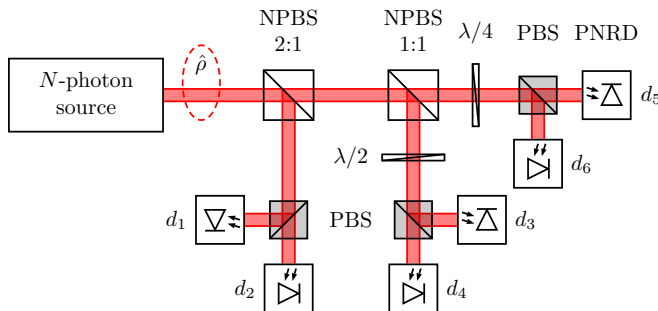 NPBS
2:1
NPBS
1:1
λ/4
PBS
PNRD
N-photon
source
ρ̂
d5
d6
λ/2
d1
PBS
d3
d2
d4